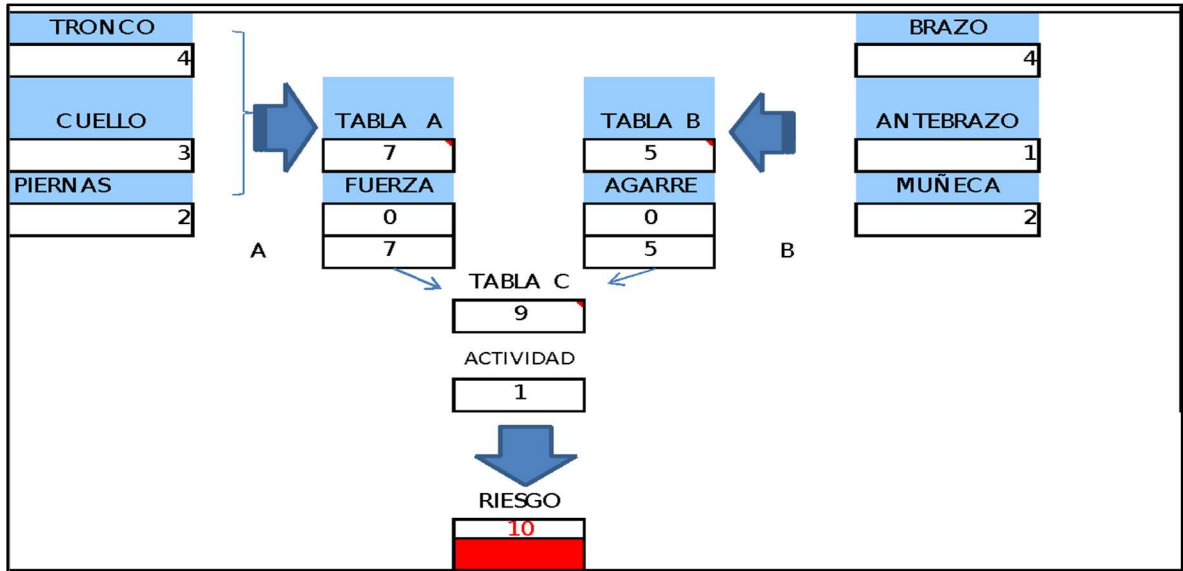 TRONCO
4
CUELLO
3
PIERNAS
2
A
TABLA A
7
FUERZA
0
7
TABLA B
5
AGARRE
0
5
B
BRAZO
4
ANTEBRAZO
1
MUÑECA
2
TABLA C
9
ACTIVIDAD
1
RIESGO
10